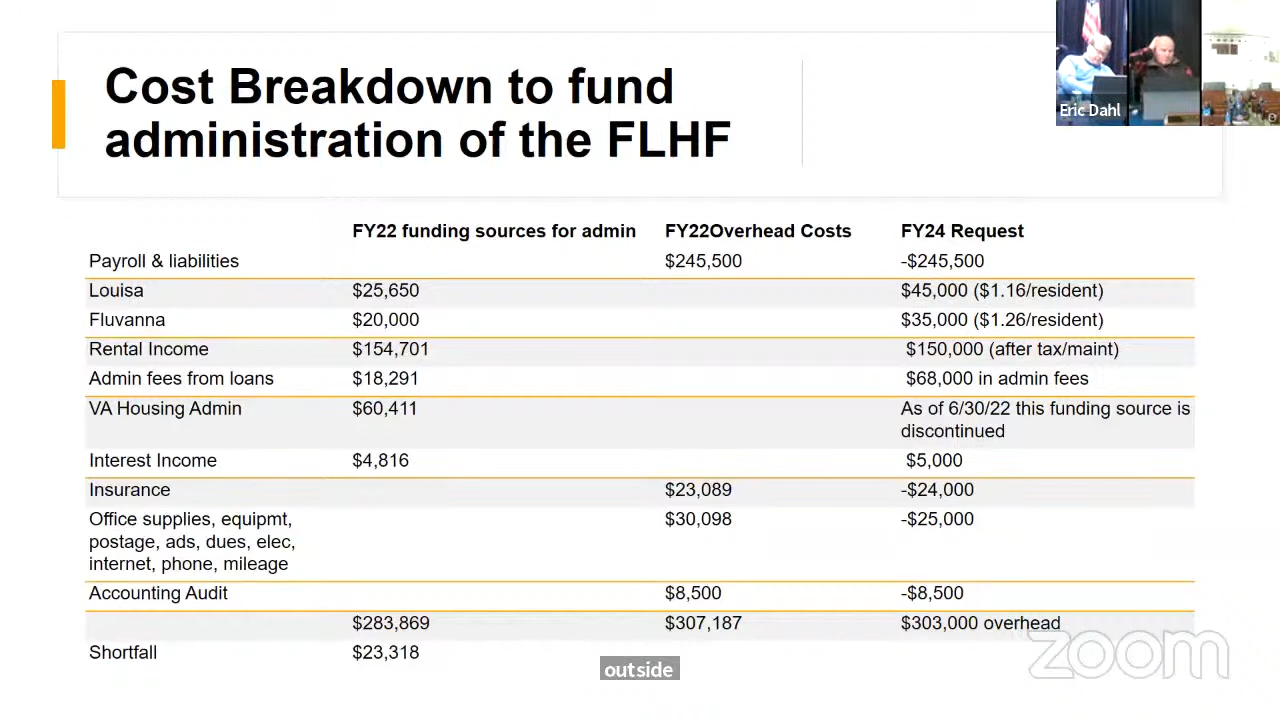 Cost Breakdown to fund
administration of the FLHF
Eric Dahl
FY22 funding sources for admin FY22Overhead Costs FY24 Request
Payroll & liabilities $245,500 -$245,500
Louisa $25,650 $45,000 ($1.16/resident)
Fluvanna $20,000 $35,000 ($1.26/resident)
Rental Income $154,701 $150,000 (after tax/maint)
Admin fees from loans $18,291 $68,000 in admin fees
VA Housing Admin $60,411 As of 6/30/22 this funding source is
discontinued
Interest Income $4,816 $5,000
Insurance $23,089 -$24,000
Office supplies, equipmt, $30,098 -$25,000
postage, ads, dues, elec,
internet, phone, mileage
Accounting Audit $8,500 -$8,500
$283,869 $307,187 $303,000 overhead
Shortfall $23,318
zoom
outside